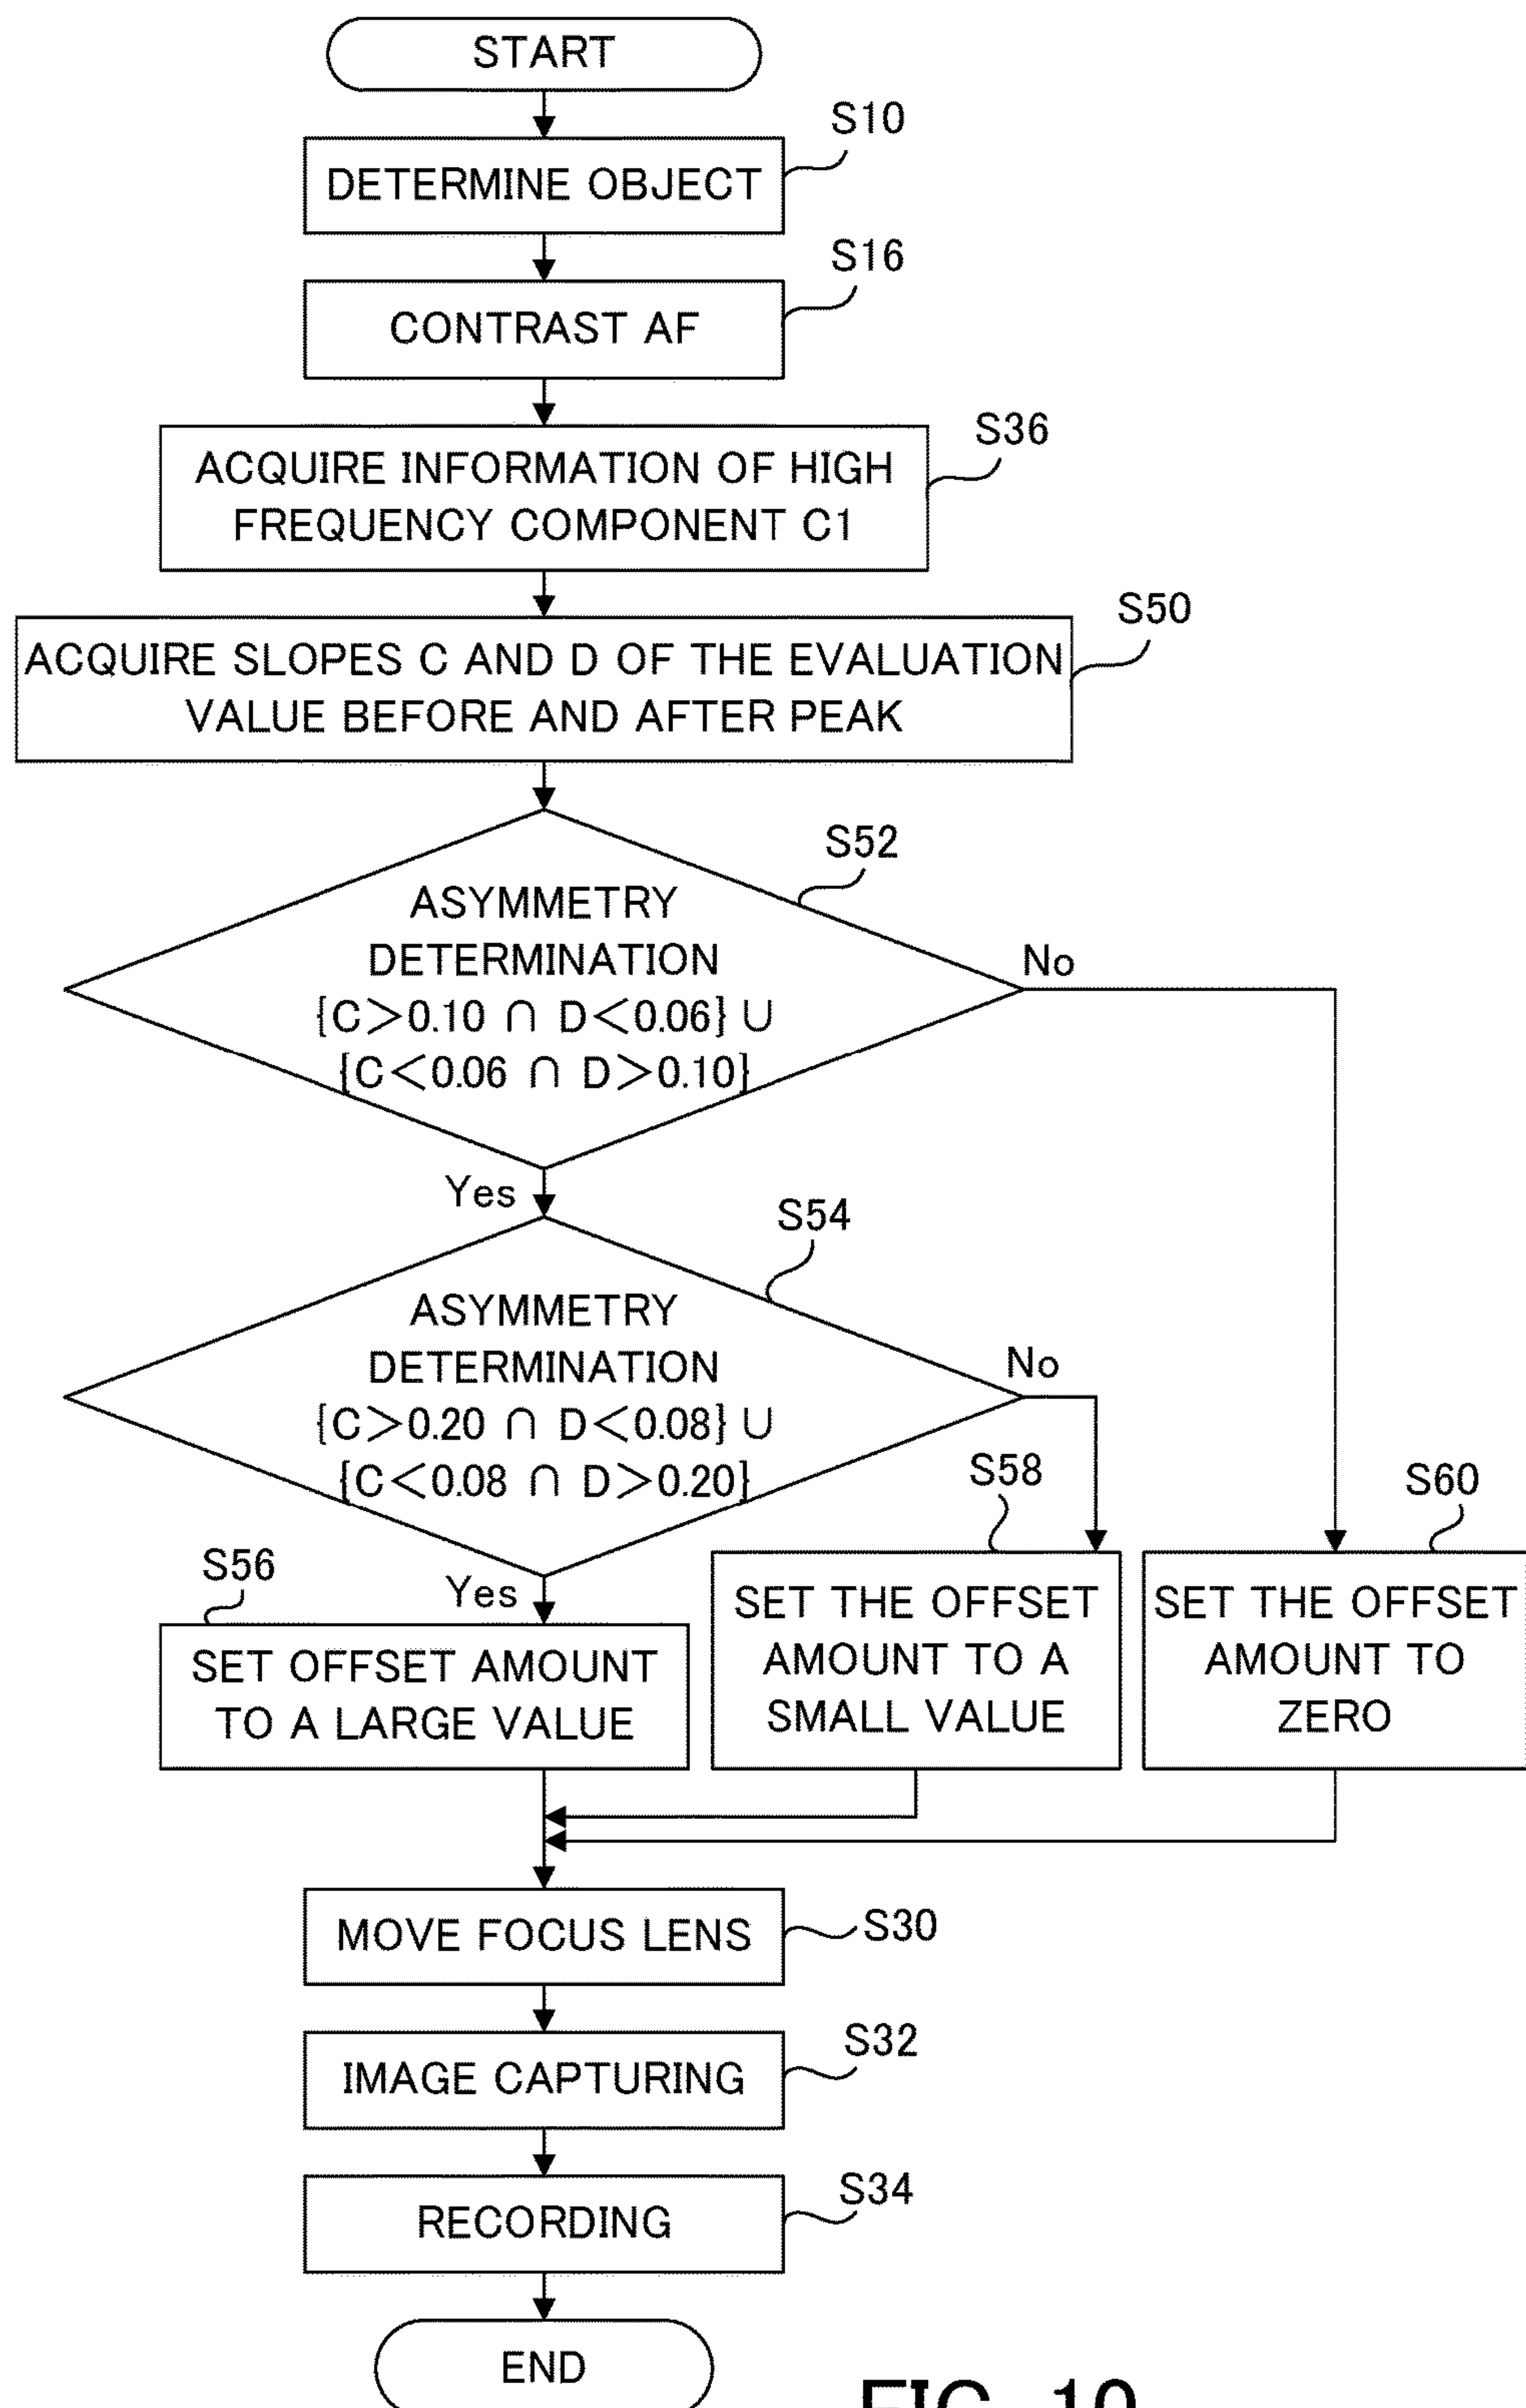 START
S10
DETERMINE OBJECT
S16
CONTRAST AF
S36
ACQUIRE INFORMATION OF HIGH
FREQUENCY COMPONENT C1
S50
ACQUIRE SLOPES C AND D OF THE EVALUATION
VALUE BEFORE AND AFTER PEAK
S52
ASYMMETRY
DETERMINATION
{C>0.10 ∩ D<0.06} ∪
{C<0.06 ∩ D>0.10}
No
Yes
S54
ASYMMETRY
DETERMINATION
{C>0.20 ∩ D<0.08} ∪
{C<0.08 ∩ D>0.20}
No
Yes
S56
SET OFFSET AMOUNT
TO A LARGE VALUE
S58
SET THE OFFSET
AMOUNT TO A
SMALL VALUE
S60
SET THE OFFSET
AMOUNT TO
ZERO
MOVE FOCUS LENS
S30
S32
IMAGE CAPTURING
S34
RECORDING
END
FIG. 10